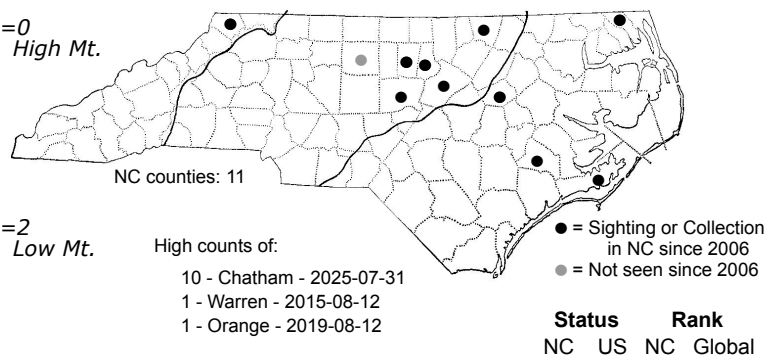 =0
High Mt.
NC counties: 11
=2
Low Mt.
High counts of:
10 - Chatham - 2025-07-31
1 - Warren - 2015-08-12
1 - Orange - 2019-08-12
= Sighting or Collection
in NC since 2006
= Not seen since 2006
Status Rank
NC US NC Global